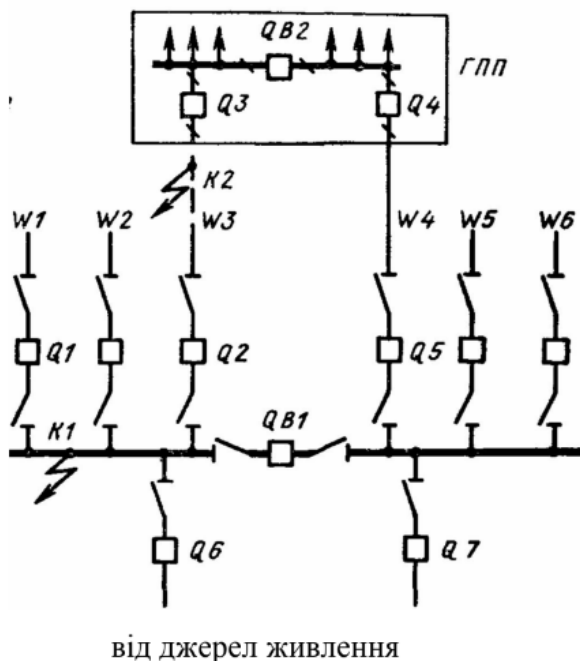 QB2
ГПП
Q3
Q4
K2
W1
W2
W3
W4
W5
W6
Q1
Q2
Q5
K1
QB1
Q6
Q7
від джерел живлення